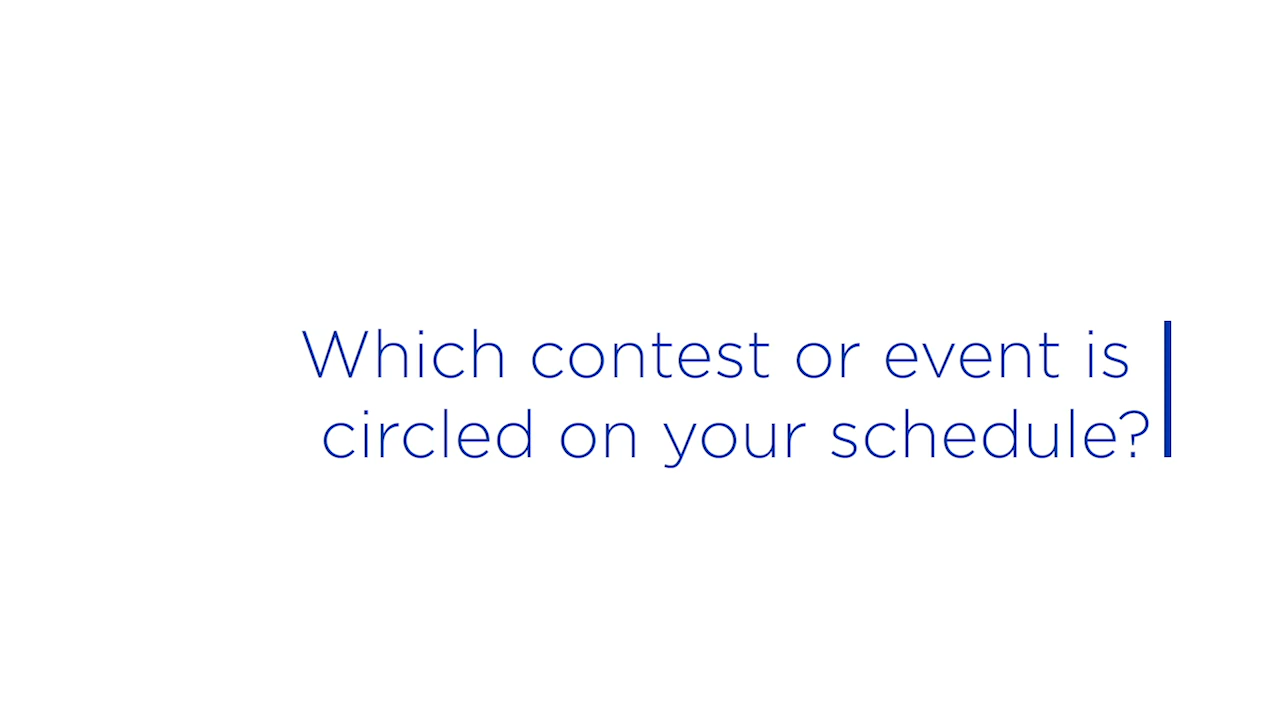 Which contest or event is
circled on your schedule?